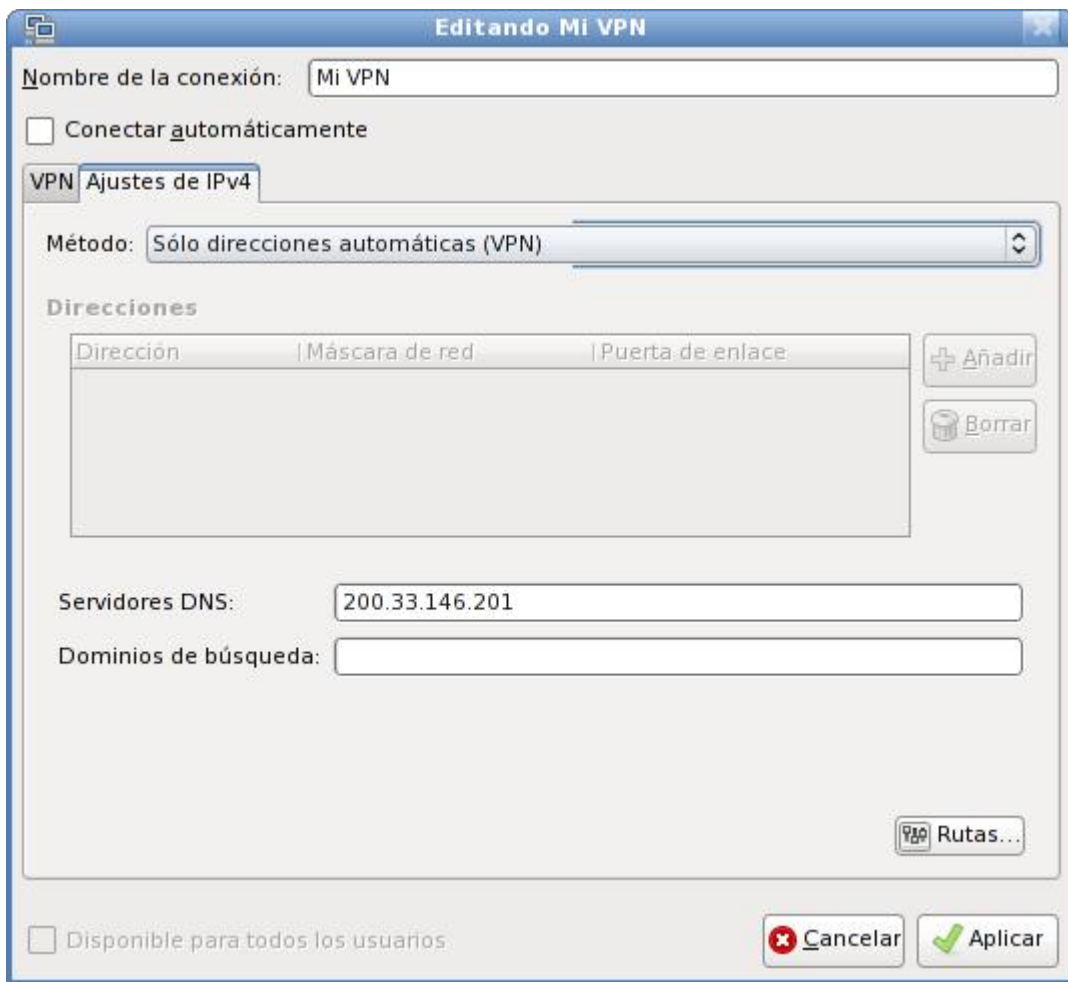 Editando Mi VPN
Nombre de la conexión: Mi VPN
Conectar automáticamente
VPN Ajustes de IPv4
Método: Sólo direcciones automáticas (VPN)
Direcciones
Dirección Máscara de red Puerta de enlace
Añadir
Borrar
Servidores DNS: 200.33.146.201
Dominios de búsqueda:
Rutas...
Disponible para todos los usuarios Cancelar Aplicar